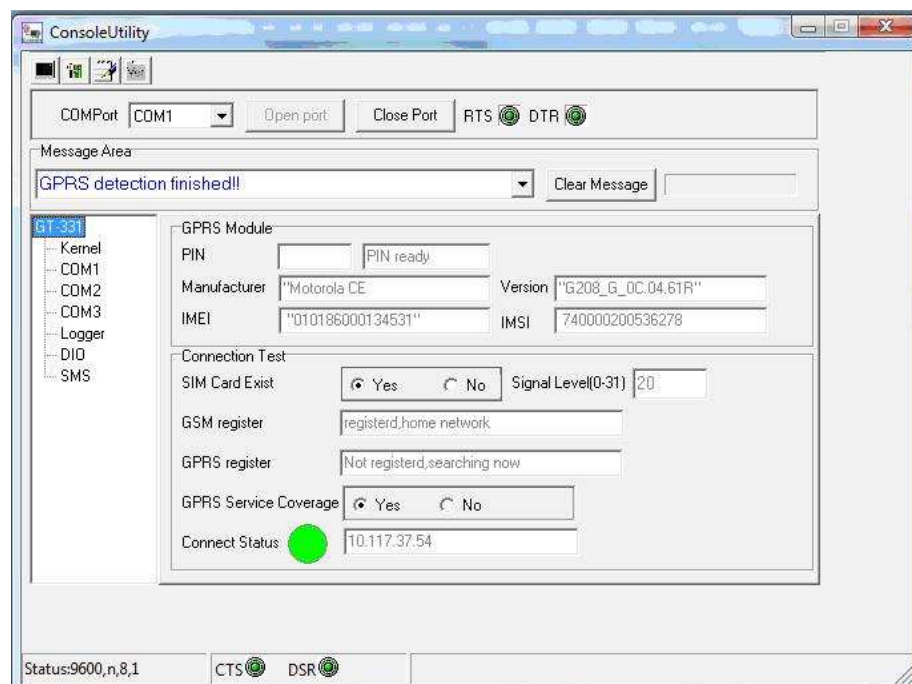 ConsoleUtility
COMPort COM1 Open port Close Port RTS DTR
Message Area
GPRS detection finished!! Clear Message
GT-331
Kernel
COM1
COM2
COM3
Logger
DIO
SMS
GPRS Module
PIN PIN ready
Manufacturer "Motorola CE Version "G208_G_0C.04.61R"
IMEI "010186000134531" IMSI 740000200536278
Connection Test
SIM Card Exist Yes No Signal Level(0-31) 20
GSM register registerd,home network
GPRS register Not registerd,searching now
GPRS Service Coverage Yes No
Connect Status 10.117.37.54
Status:9600,n,8,1 CTS DSR